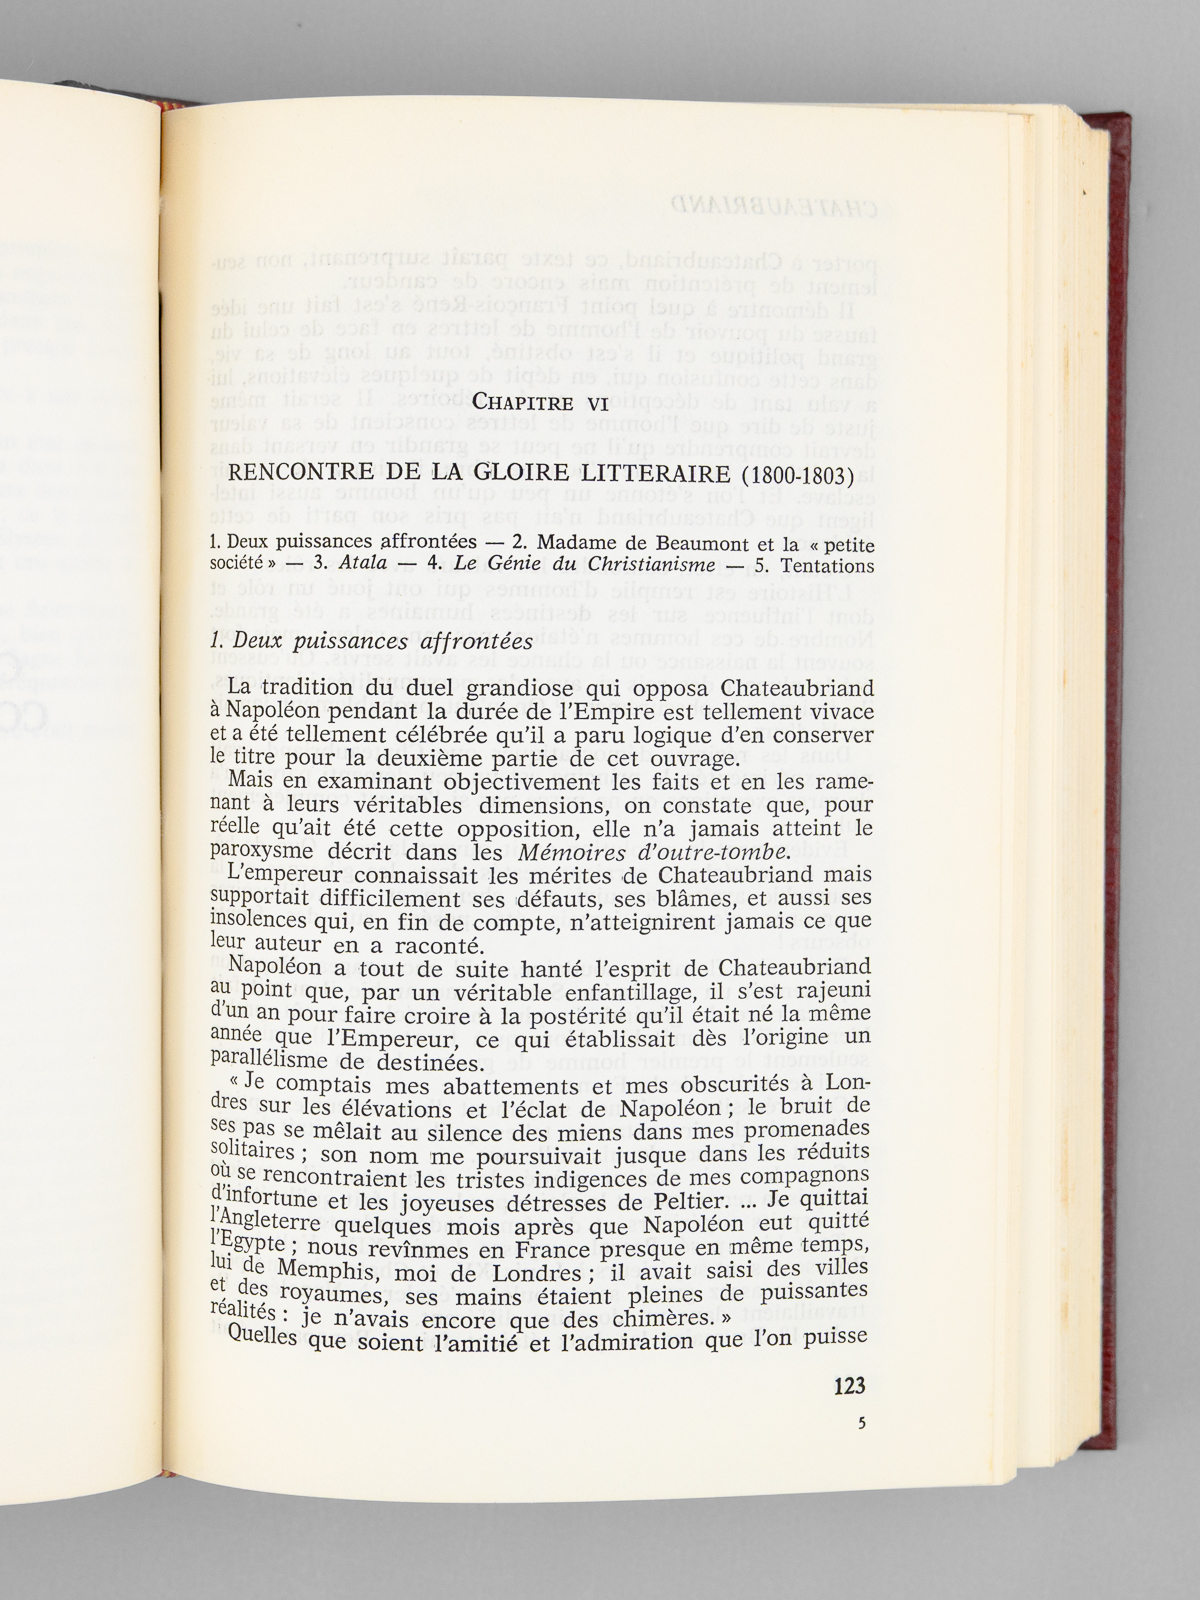 CHAPITRE VI
RENCONTRE DE LA GLOIRE LITTERAIRE (1800-1803)
1. Deux puissances affrontées — 2. Madame de Beaumont et la « petite
société » — 3. Atala — 4. Le Génie du Christianisme — 5. Tentations
1. Deux puissances affrontées
La tradition du duel grandiose qui opposa Chateaubriand
à Napoléon pendant la durée de l'Empire est tellement vivace
et a été tellement célébrée qu'il a paru logique d'en conserver
le titre pour la deuxième partie de cet ouvrage.
Mais en examinant objectivement les faits et en les rame-
nant à leurs véritables dimensions, on constate que, pour
réelle qu'ait été cette opposition, elle n'a jamais atteint le
paroxysme décrit dans les Mémoires d'outre-tombe.
L'empereur connaissait les mérites de Chateaubriand mais
supportait difficilement ses défauts, ses blâmes, et aussi ses
insolences qui, en fin de compte, n'atteignirent jamais ce que
leur auteur en a raconté.
Napoléon a tout de suite hanté l'esprit de Chateaubriand
au point que, par un véritable enfantillage, il s'est rajeuni
d'un an pour faire croire à la postérité qu'il était né la même
année que l'Empereur, ce qui établissait dès l'origine un
parallélisme de destinées.
« Je comptais mes abattements et mes obscurités à Lon-
dres sur les élévations et l'éclat de Napoléon ; le bruit de
ses pas se mêlait au silence des miens dans mes promenades
solitaires ; son nom me poursuivait jusque dans les réduits
où se rencontraient les tristes indigences de mes compagnons
d'infortune et les joyeuses détresses de Peltier. ... Je quittai
l'Angleterre quelques mois après que Napoléon eut quitté
l'Egypte ; nous revînmes en France presque en même temps,
lui de Memphis, moi de Londres ; il avait saisi des villes
et des royaumes, ses mains étaient pleines de puissantes
réalités : je n'avais encore que des chimères. »
Quelles que soient l'amitié et l'admiration que l'on puisse
123
5